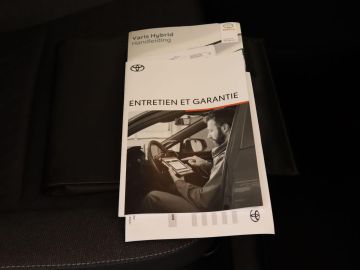 Yaris Hybrid
Handleiding
ENTRETIEN ET GARANTIE